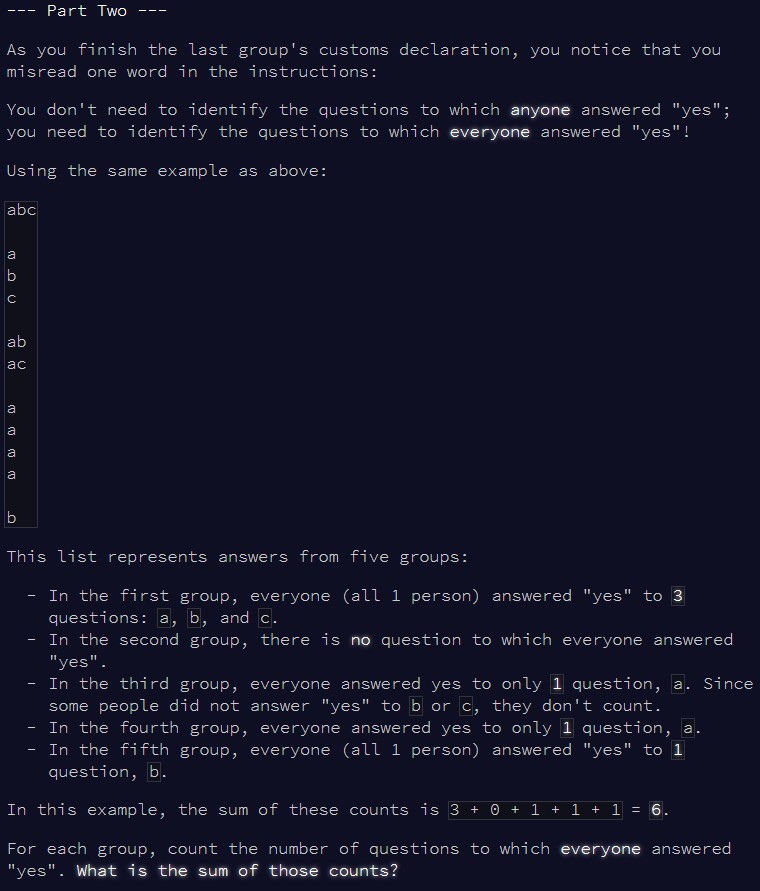 --- Part Two ---
As you finish the last group's customs declaration, you notice that you
misread one word in the instructions:
You don't need to identify the questions to which anyone answered "yes";
you need to identify the questions to which everyone answered "yes"!
Using the same example as above:
abc
a
b
c
ab
ac
a
a
a
a
b
This list represents answers from five groups:
- In the first group, everyone (all 1 person) answered "yes" to 3
questions: a, b, and c.
- In the second group, there is no question to which everyone answered
"yes".
- In the third group, everyone answered yes to only 1 question, a. Since
some people did not answer "yes" to b or c, they don't count.
- In the fourth group, everyone answered yes to only 1 question, a.
- In the fifth group, everyone (all 1 person) answered "yes" to 1
question, b.
In this example, the sum of these counts is 3 + 0 + 1 + 1 + 1 = 6.
For each group, count the number of questions to which everyone answered
"yes". What is the sum of those counts?